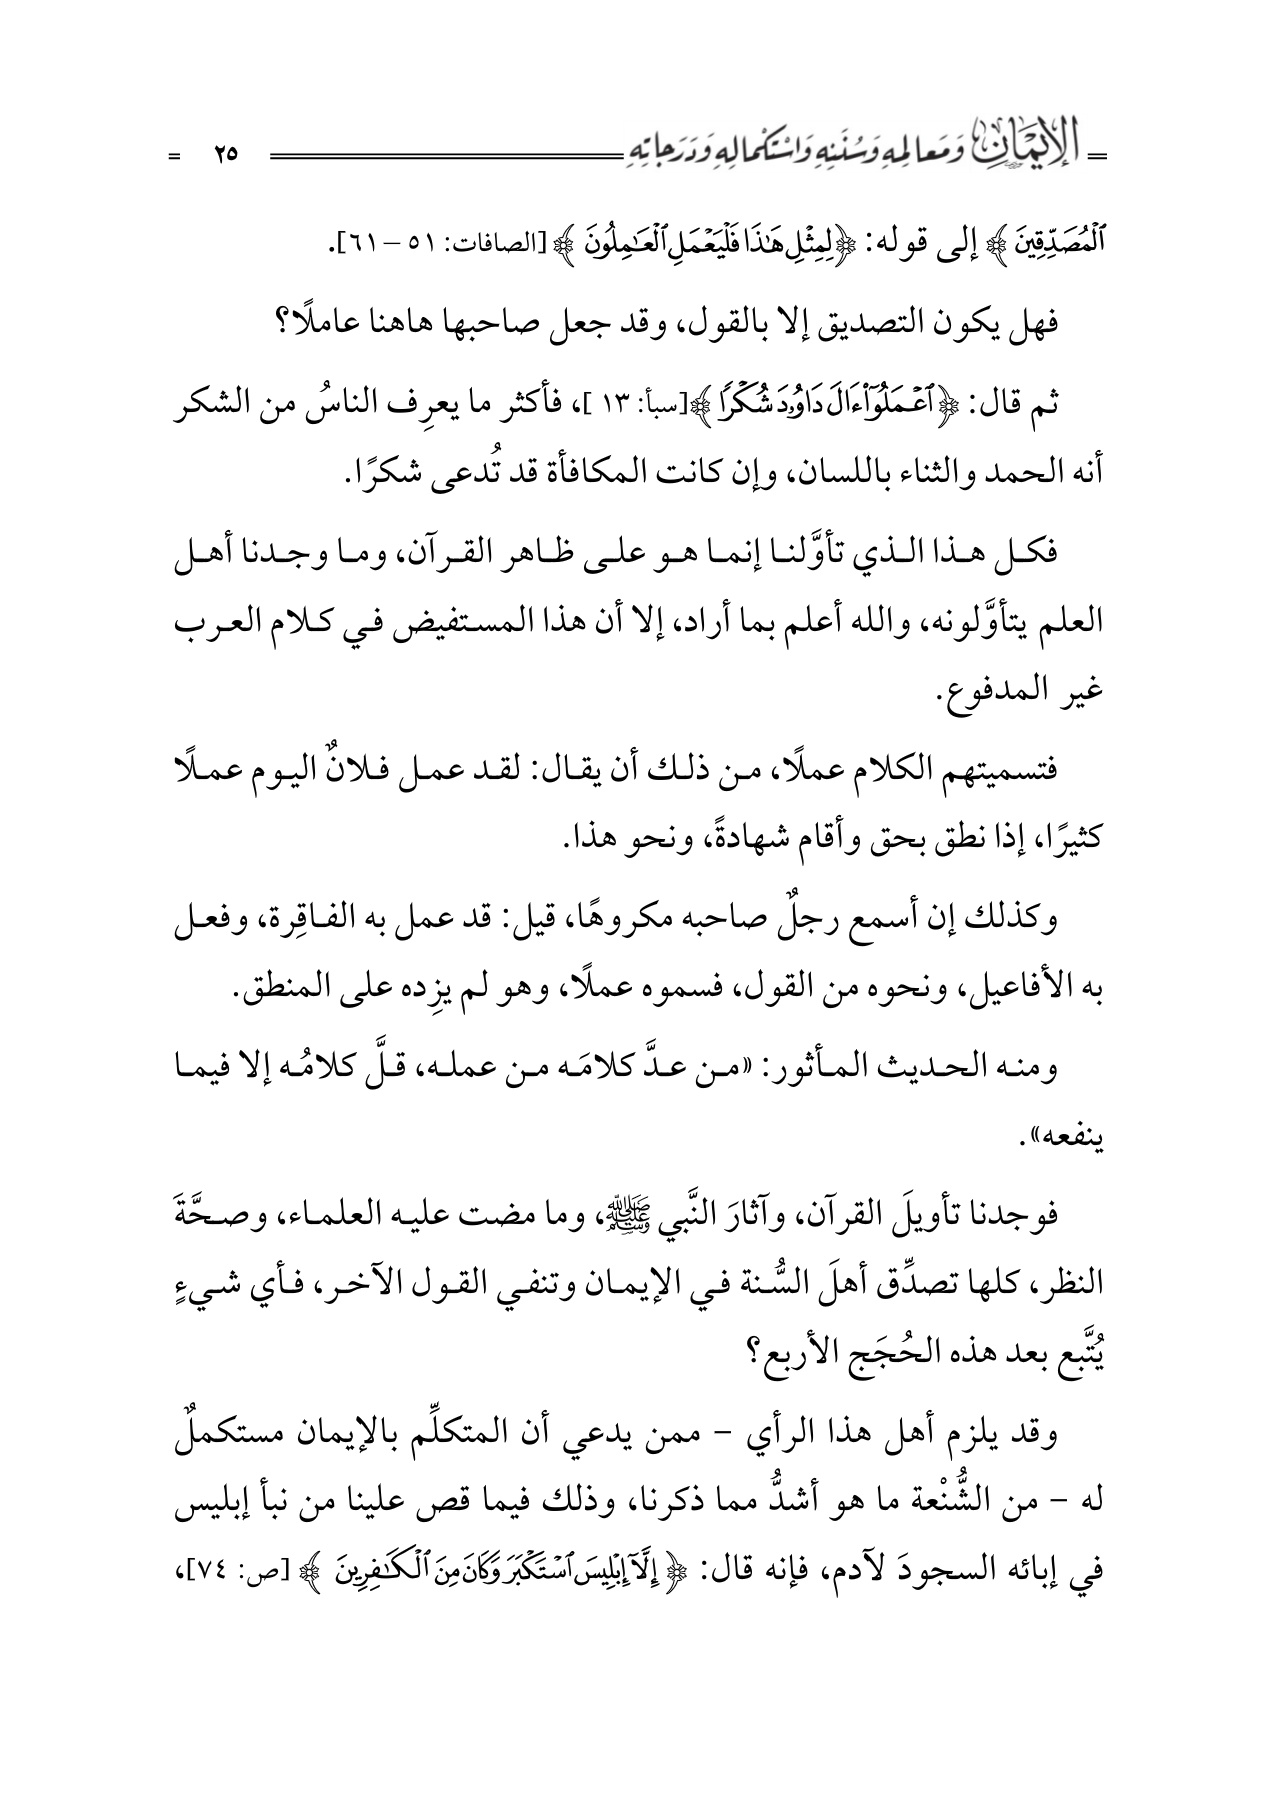 الإِيمَانِ وَمَعَالِمِهِ وَسُنَنِهِ وَاسْتِكْمَالِهِ وَدَرَجَاتِهِ ٢٥
ٱلْمُصَدِّقِينَ ﴾ إلى قوله: ﴿لِمِثْلِ هَٰذَا فَلْيَعْمَلِ ٱلْعَٰمِلُونَ ﴾ [الصافات: ٥١ – ٦١].
فهل يكون التصديق إلا بالقول، وقد جعل صاحبها هاهنا عاملًا؟
ثم قال: ﴿ٱعْمَلُوٓا۟ ءَالَ دَاوُۥدَ شُكْرًا ﴾[سبأ: ١٣ ]، فأكثر ما يعرِف الناسُ من الشكر
أنه الحمد والثناء باللسان، وإن كانت المكافأة قد تُدعى شكرًا.
فكل هذا الذي تأوَّلنا إنما هو على ظاهر القرآن، وما وجدنا أهل
العلم يتأوَّلونه، والله أعلم بما أراد، إلا أن هذا المستفيض في كلام العرب
غير المدفوع.
فتسميتهم الكلام عملًا، من ذلك أن يقال: لقد عمل فلانٌ اليوم عملًا
كثيرًا، إذا نطق بحق وأقام شهادةً، ونحو هذا.
وكذلك إن أسمع رجلٌ صاحبه مكروهًا، قيل: قد عمل به الفاقِرة، وفعل
به الأفاعيل، ونحوه من القول، فسموه عملًا، وهو لم يزِده على المنطق.
ومنه الحديث المأثور: «من عدَّ كلامَه من عمله، قلَّ كلامُه إلا فيما
ينفعه».
فوجدنا تأويلَ القرآن، وآثارَ النَّبي ﷺ، وما مضت عليه العلماء، وصحَّةَ
النظر، كلها تصدِّق أهلَ السُّنة في الإيمان وتنفي القول الآخر، فأي شيءٍ
يُتَّبع بعد هذه الحُجَج الأربع؟
وقد يلزم أهل هذا الرأي – ممن يدعي أن المتكلِّم بالإيمان مستكملٌ
له – من الشُّنْعة ما هو أشدُّ مما ذكرنا، وذلك فيما قص علينا من نبأ إبليس
في إبائه السجودَ لآدم، فإنه قال: ﴿ إِلَّآ إِبْلِيسَ ٱسْتَكْبَرَ وَكَانَ مِنَ ٱلْكَٰفِرِينَ ﴾ [ص: ٧٤]،